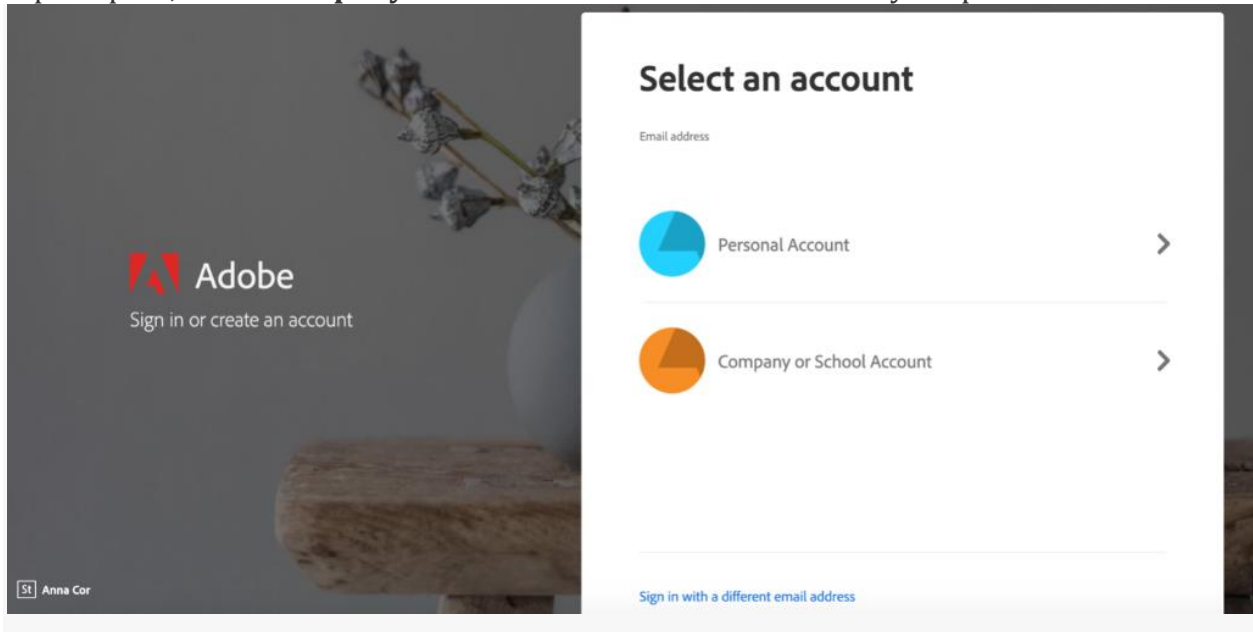 Select an account
Email address
Personal Account
Company or School Account
Sign in with a different email address
Adobe
Sign in or create an account
St Anna Cor